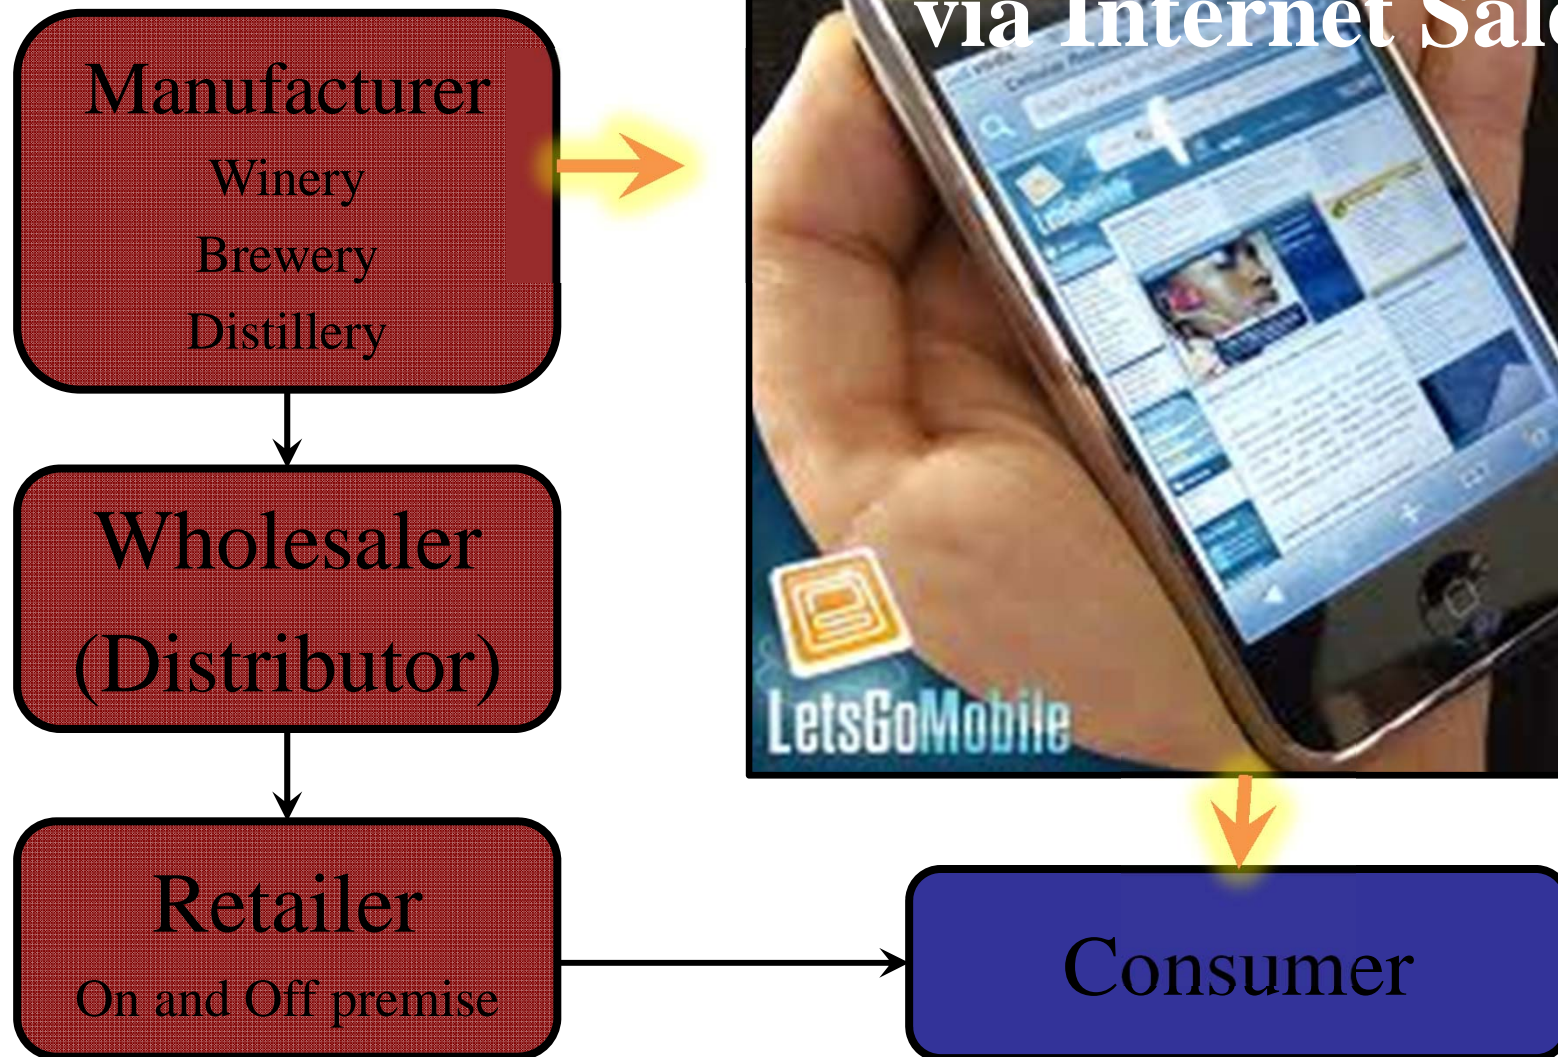 via Internet Sal
Manufacturer
Winery
Brewery
Distillery
Wholesaler
(Distributor)
Retailer
On and Off premise
LetsGoMobile
Consumer